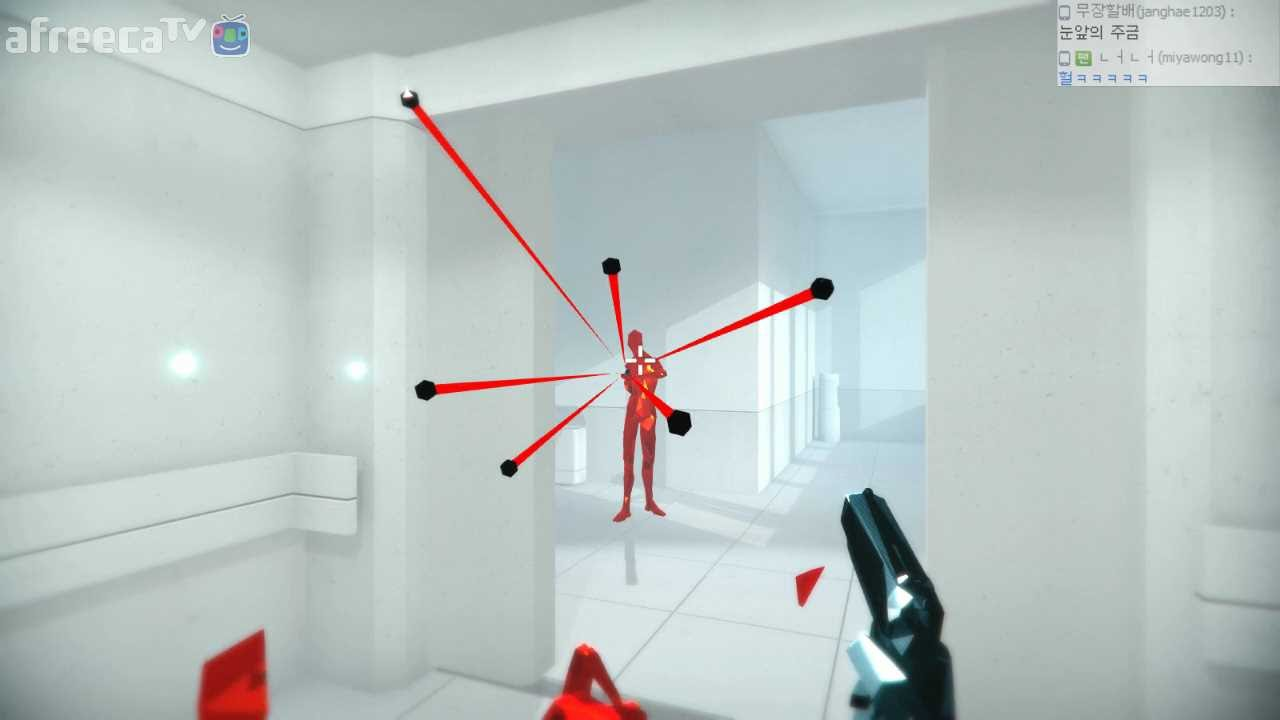 afreecaTV
무장할배(janghae1203) :
눈앞의 주금
팬 ㄴㅓㄴㅓ(miyawong11) :
헐ㅋㅋㅋㅋㅋ